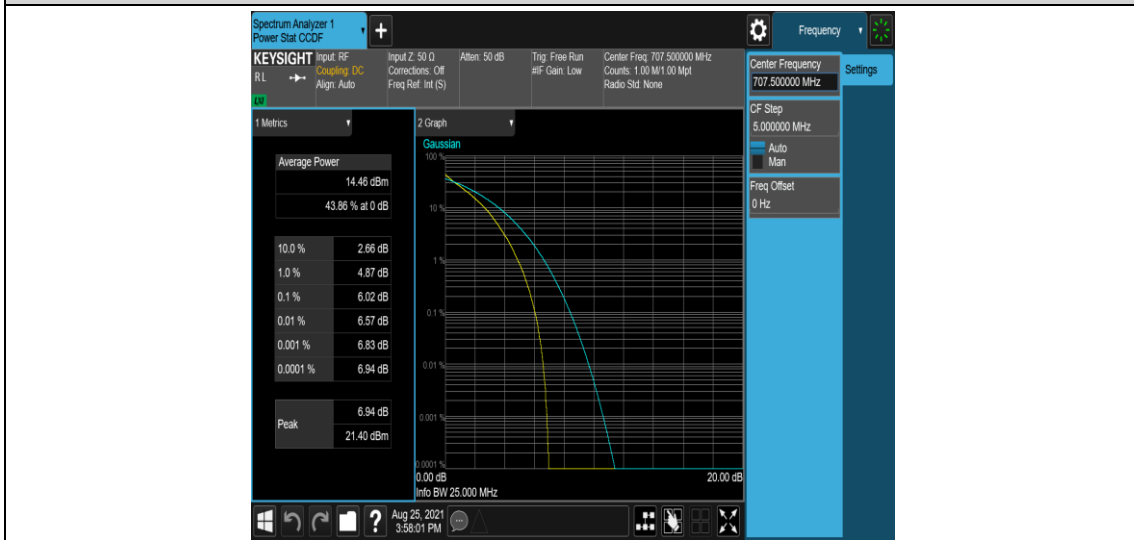 Spectrum Analyzer 1
Power Stat CCDF
+
Frequency
KEYSIGHT
RL
Input: RF
Coupling: DC
Align: Auto
Input Z: 50 Ω
Corrections: Off
Freq Ref: Int (S)
Atten: 50 dB
Trig: Free Run
#IF Gain: Low
Center Freq: 707.500000 MHz
Counts: 1.00 M/1.00 Mpt
Radio Std: None
Center Frequency
707.500000 MHz
Settings
CF Step
5.000000 MHz
Auto
Man
Freq Offset
0 Hz
1 Metrics
Average Power
14.46 dBm
43.86 % at 0 dB
10.0 % 2.66 dB
1.0 % 4.87 dB
0.1 % 6.02 dB
0.01 % 6.57 dB
0.001 % 6.83 dB
0.0001 % 6.94 dB
Peak
6.94 dB
21.40 dBm
2 Graph
Gaussian
100 %
10 %
1 %
0.1 %
0.01 %
0.001 %
0.0001 %
0.00 dB 20.00 dB
Info BW 25.000 MHz
?
Aug 25, 2021
3:58:01 PM